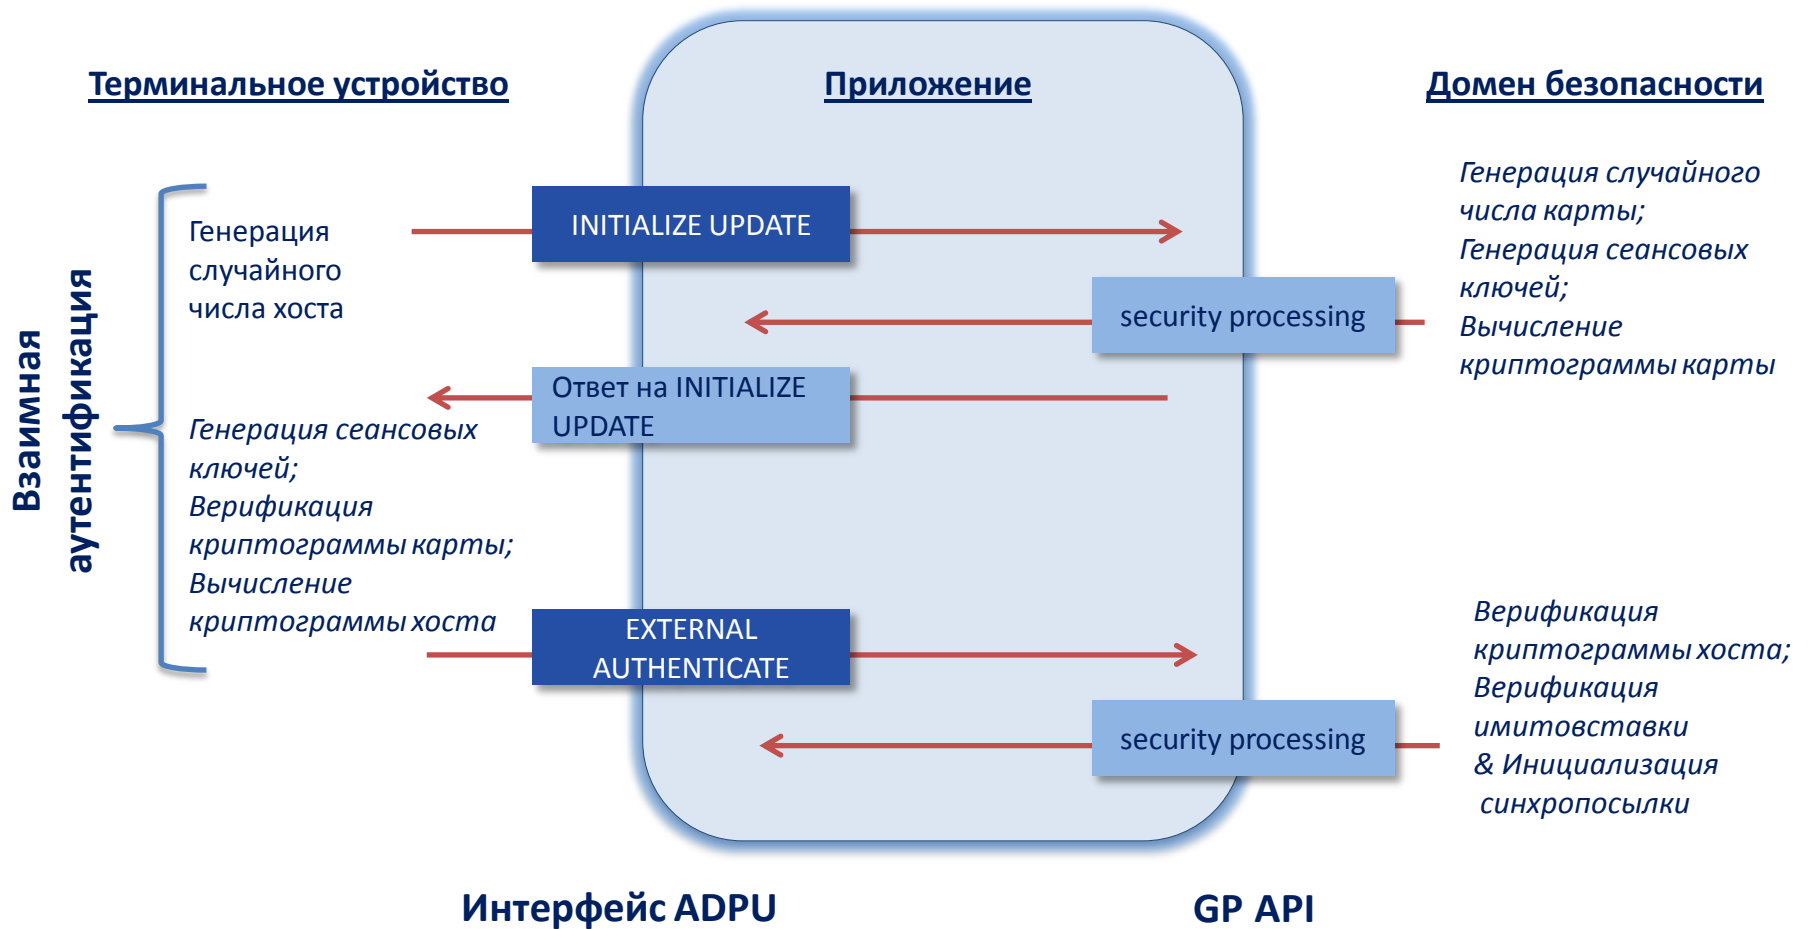 Терминальное устройство
Приложение
Домен безопасности
Взаимная
аутентификация
Генерация
случайного
числа хоста
INITIALIZE UPDATE
Генерация случайного
числа карты;
Генерация сеансовых
ключей;
Вычисление
криптограммы карты
security processing
Ответ на INITIALIZE
UPDATE
Генерация сеансовых
ключей;
Верификация
криптограммы карты;
Вычисление
криптограммы хоста
EXTERNAL
AUTHENTICATE
Верификация
криптограммы хоста;
Верификация
имитовставки
& Инициализация
синхропосылки
security processing
Интерфейс ADPU
GP API